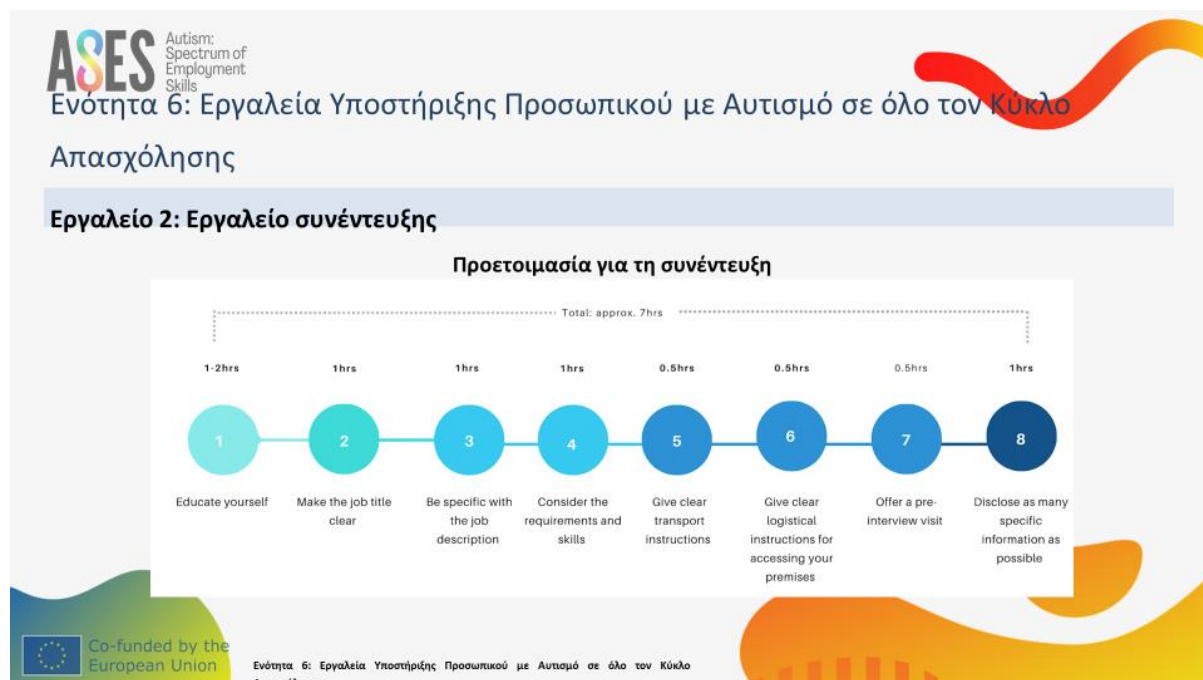 ASES
Autism:
Spectrum of
Employment
Skills
Ενότητα 6: Εργαλεία Υποστήριξης Προσωπικού με Αυτισμό σε όλο τον Κύκλο
Απασχόλησης
Εργαλείο 2: Εργαλείο συνέντευξης
Προετοιμασία για τη συνέντευξη
Total: approx. 7hrs
1-2hrs 1hrs 1hrs 1hrs 0.5hrs 0.5hrs 0.5hrs 1hrs
1 2 3 4 5 6 7 8
Educate yourself
Make the job title
clear
Be specific with
the job
description
Consider the
requirements and
skills
Give clear
transport
instructions
Give clear
logistical
instructions for
accessing your
premises
Offer a pre-
interview visit
Disclose as many
specific
information as
possible
Co-funded by the
European Union
Ενότητα 6: Εργαλεία Υποστήριξης Προσωπικού με Αυτισμό σε όλο τον Κύκλο